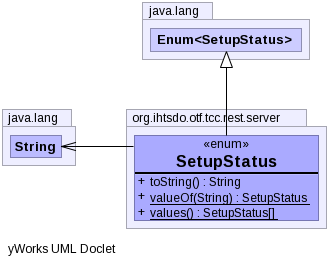 java.lang
Enum<SetupStatus>
java.lang
String
org.ihtsdo.otf.tcc.rest.server
«enum»
SetupStatus
+ toString() : String
+ valueOf(String) : SetupStatus
+ values() : SetupStatus[]
yWorks UML Doclet